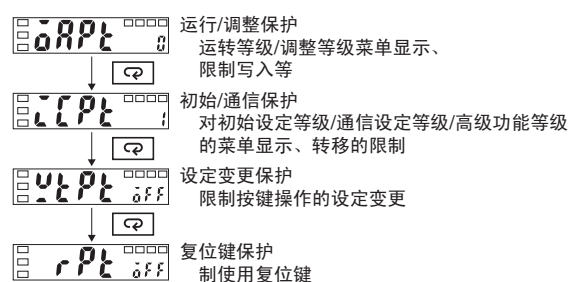 oAPt 0 运行/调整保护
运转等级/调整等级菜单显示、
限制写入等
iCPt 1 初始/通信保护
对初始设定等级/通信设定等级/高级功能等级
的菜单显示、转移的限制
WtPt oFF 设定变更保护
限制按键操作的设定变更
rPt oFF 复位键保护
制使用复位键